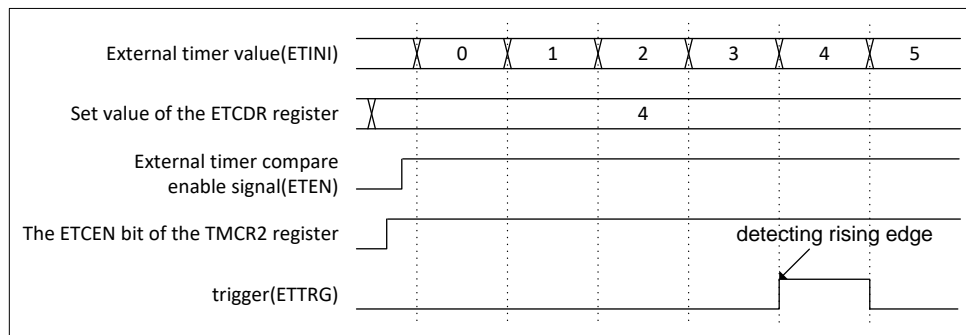 External timer value(ETINI)
0 1 2 3 4 5
Set value of the ETCDR register
4
External timer compare
enable signal(ETEN)
The ETCEN bit of the TMCR2 register
detecting rising edge
trigger(ETTRG)